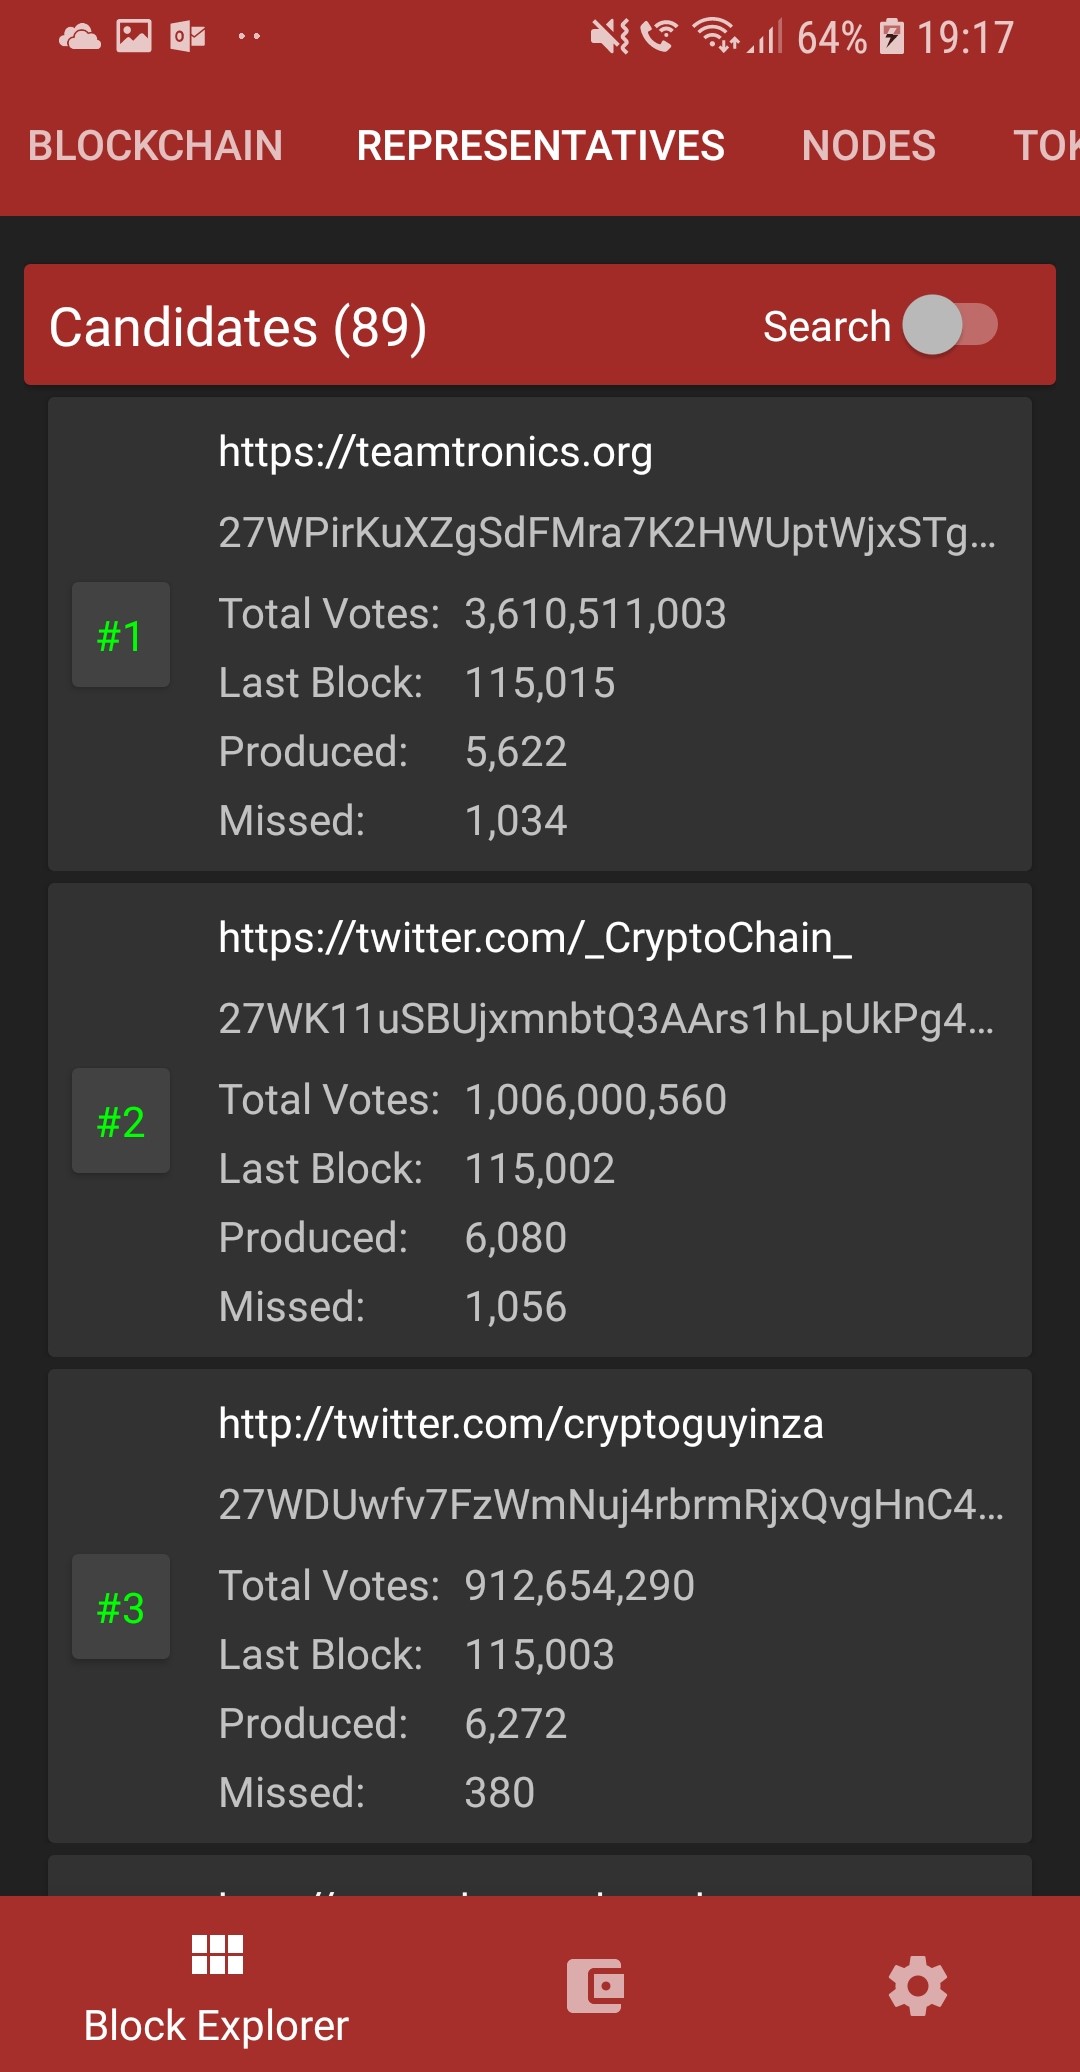 64% 19:17
BLOCKCHAIN REPRESENTATIVES NODES TOK
Candidates (89) Search
https://teamtronics.org
27WPirKuXZgSdFMra7K2HWUptWjxSTg...
#1
Total Votes: 3,610,511,003
Last Block: 115,015
Produced: 5,622
Missed: 1,034
https://twitter.com/_CryptoChain_
27WK11uSBUjxmnbtQ3AArs1hLpUkPg4...
#2
Total Votes: 1,006,000,560
Last Block: 115,002
Produced: 6,080
Missed: 1,056
http://twitter.com/cryptoguyinza
27WDUwfv7FzWmNuj4rbrmRjxQvgHnC4...
#3
Total Votes: 912,654,290
Last Block: 115,003
Produced: 6,272
Missed: 380
Block Explorer